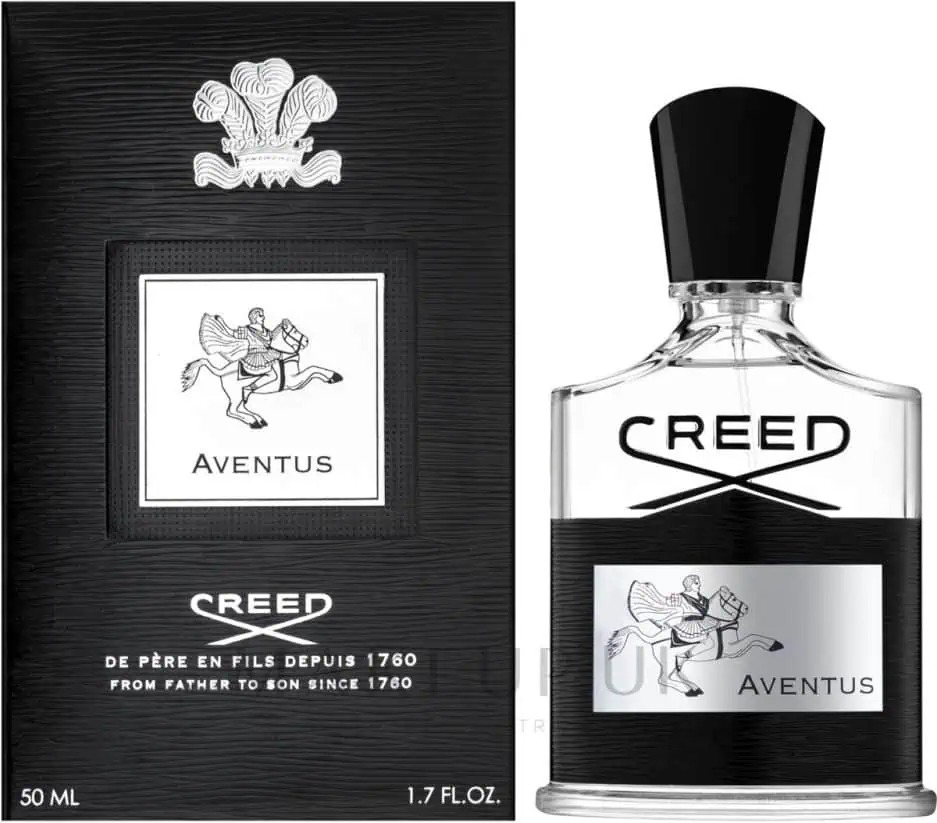 AVENTUS
CREED
DE PÈRE EN FILS DEPUIS 1760
FROM FATHER TO SON SINCE 1760
50 ML
1.7 FL.OZ.
CREED
AVENTUS